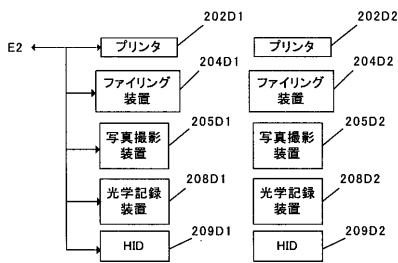 202D1
202D2
E2
プリンタ
プリンタ
204D1
204D2
ファイリング
装置
ファイリング
装置
205D1
205D2
写真撮影
装置
写真撮影
装置
208D1
208D2
光学記録
装置
光学記録
装置
209D1
209D2
HID
HID